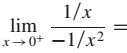 lim x→0⁺ (1/x)/(−1/x²) =